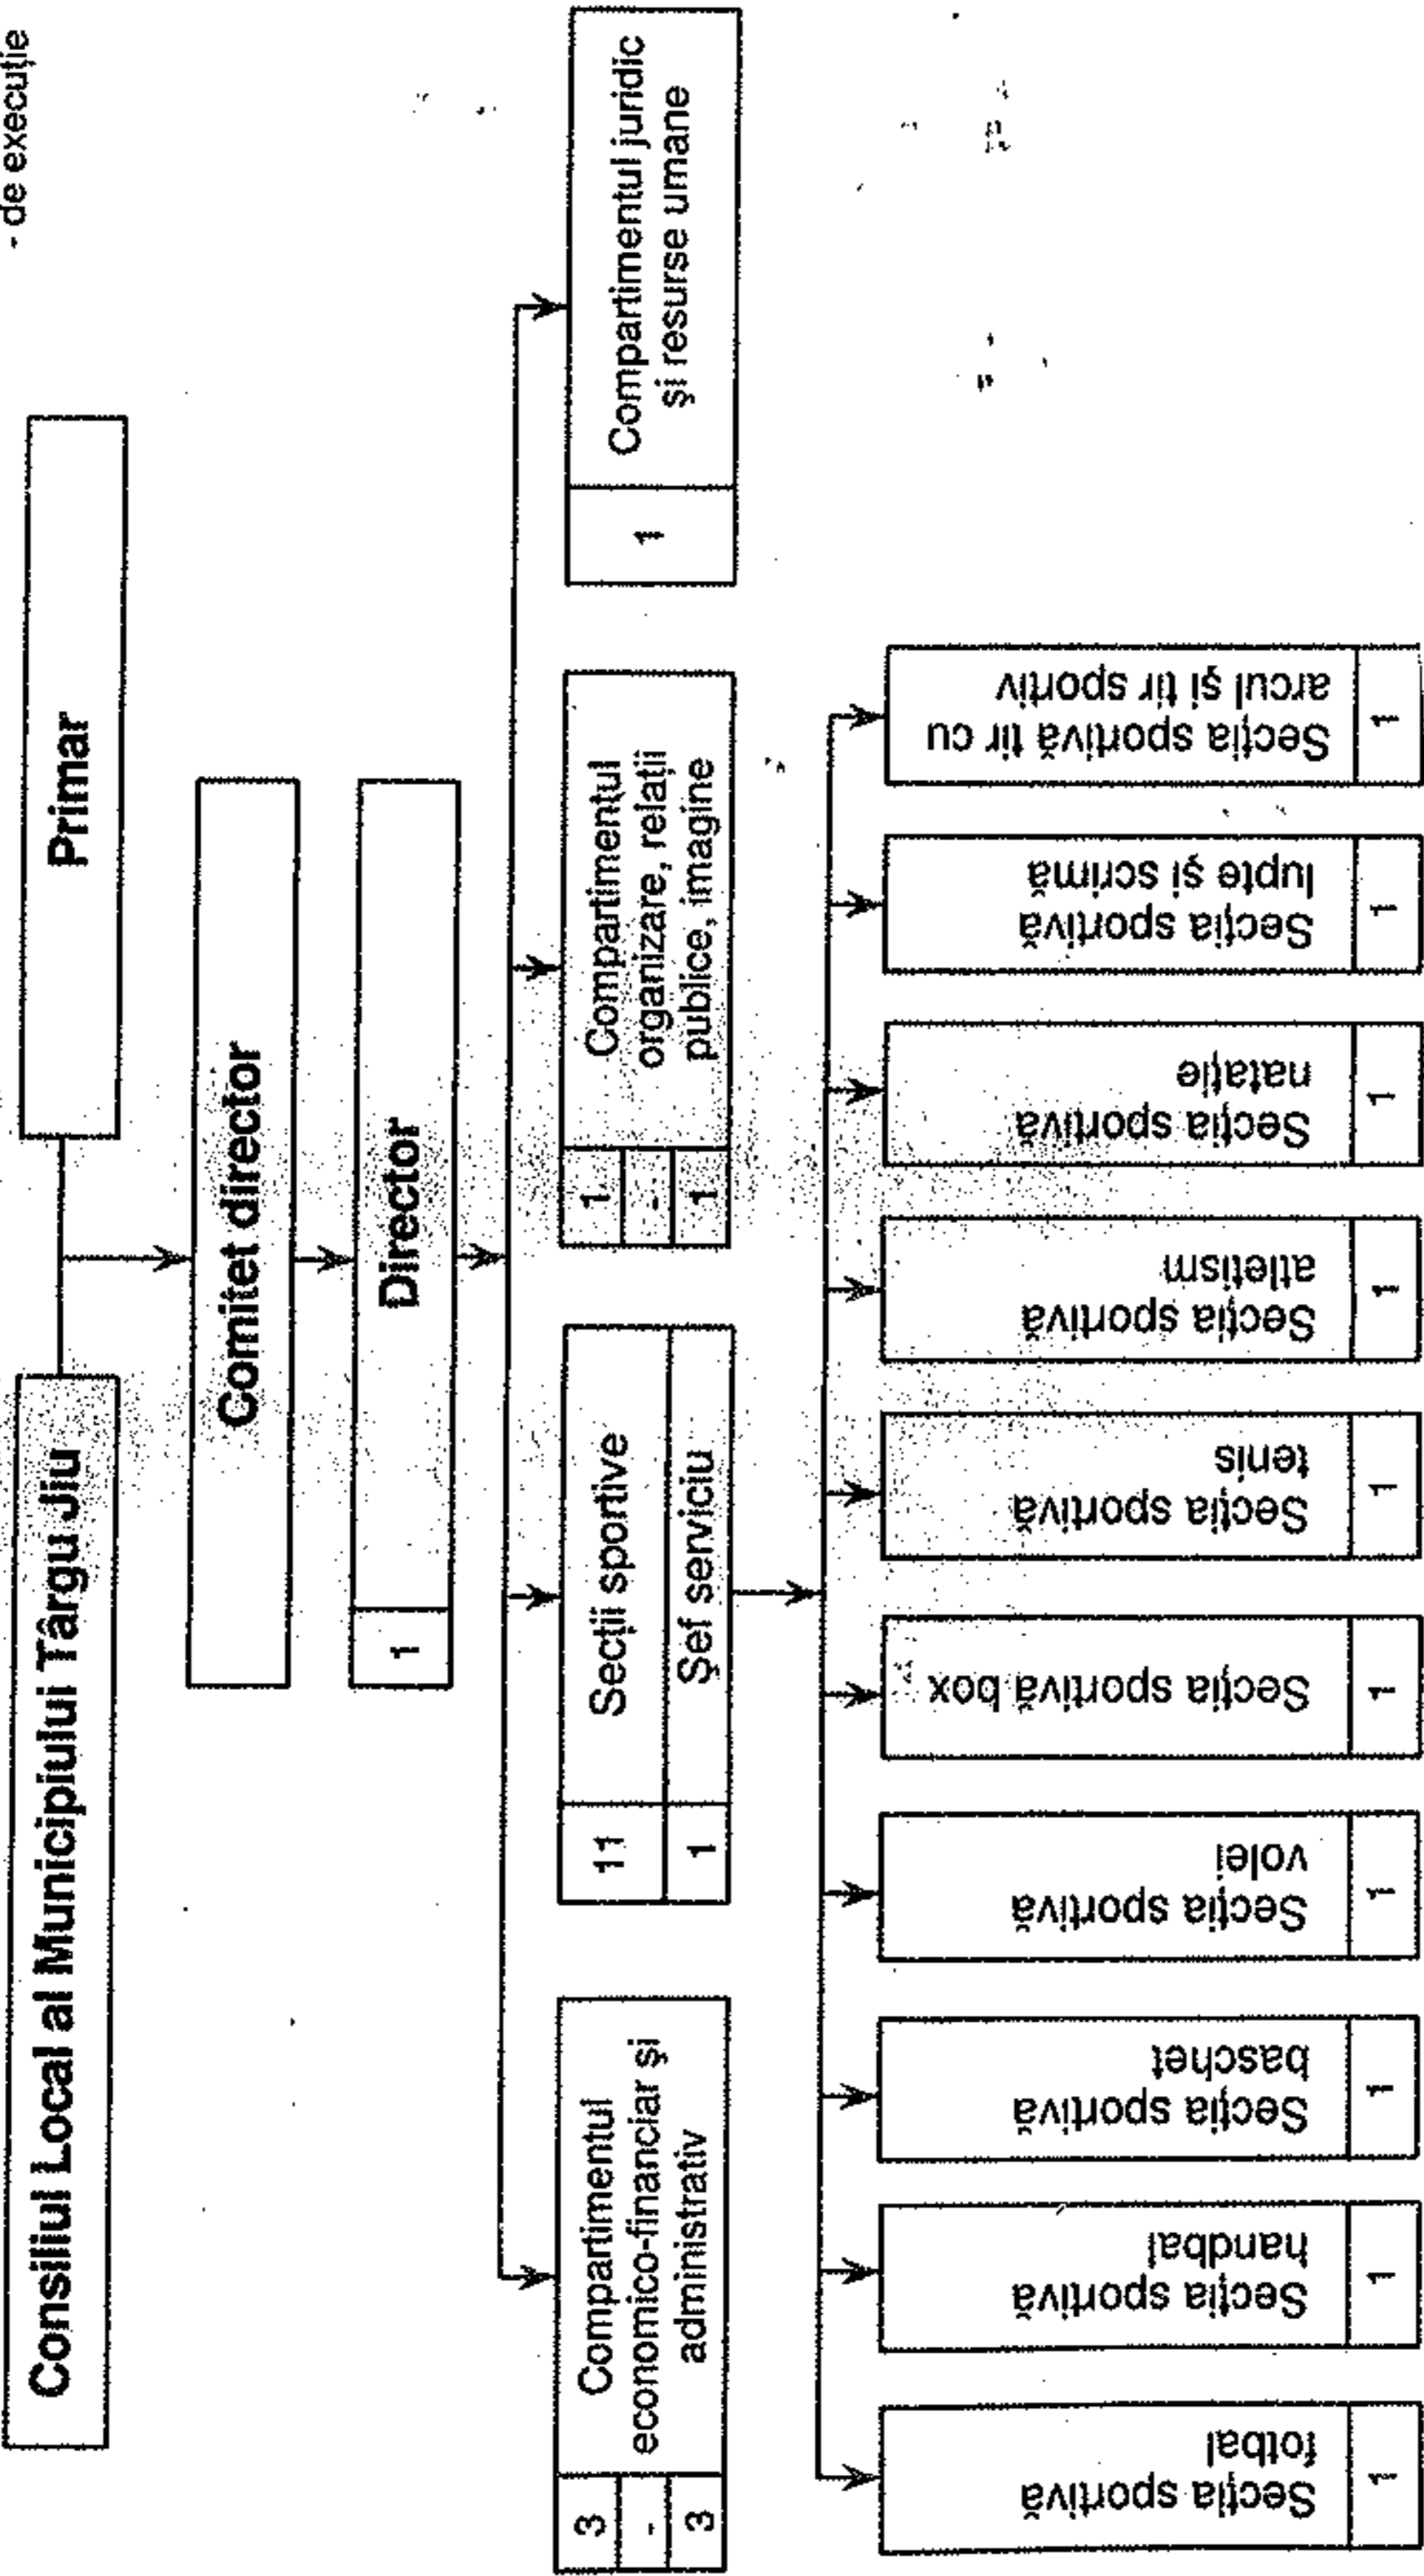 - de execuție
Consiliul Local al Municipiului Târgu Jiu
Primar
Comitet director
1
Director
3
-
3
Compartimentul
economico-financiar și
administrativ
11
Secții sportive
1
Șef serviciu
1
-
1
Compartimentul
organizare, relații
publice, imagine
1
Compartimentul juridic
și resurse umane
Secția sportivă
fotbal
1
Secția sportivă
handbal
1
Secția sportivă
baschet
1
Secția sportivă
volei
1
Secția sportivă box
1
Secția sportivă
tenis
1
Secția sportivă
atletism
1
Secția sportivă
natație
1
Secția sportivă
lupte și scrimă
1
Secția sportivă tir cu
arcul și tir sportiv
1